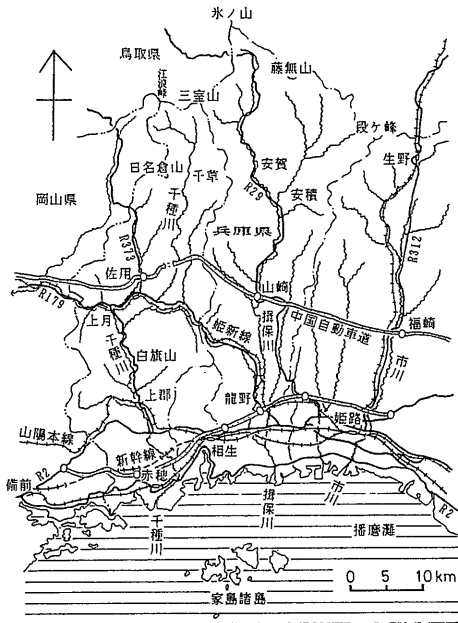 氷ノ山
鳥取県
藤無山
江浪峠
三室山
段ケ峰
生野
日名倉山
千草
安賀
岡山県
千種川
R29
安積
兵庫県
R373
R312
佐用
山崎
R179
中国自動車道
上月
姫新線
揖保川
福崎
千種川
白旗山
市川
上郡
龍野
姫路
山陽本線
新幹線
相生
R2
赤穂
備前
千種川
揖保川
市川
R2
播磨灘
0 5 10km
家島諸島